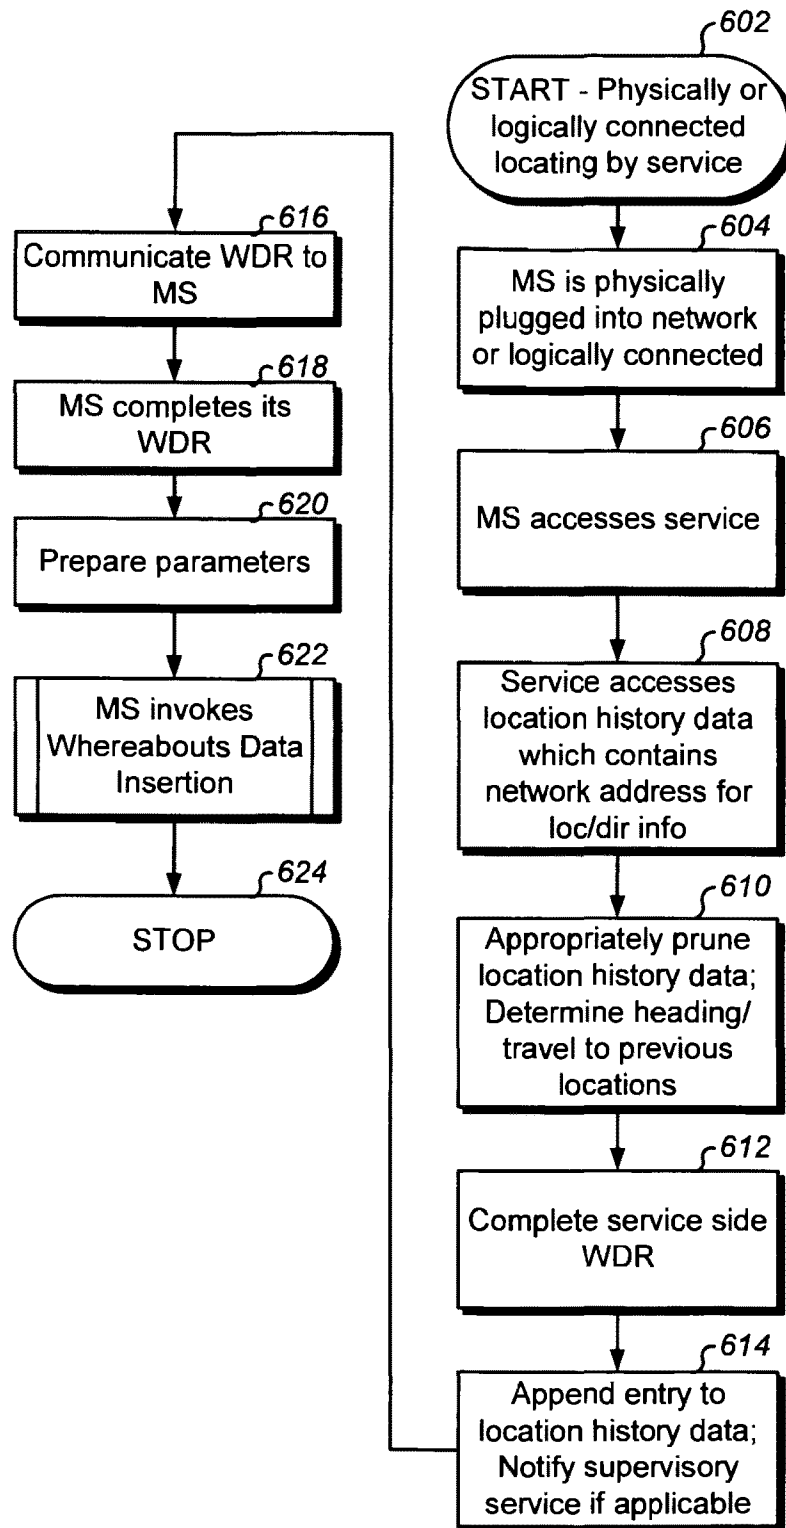 602
START - Physically or
logically connected
locating by service
604
MS is physically
plugged into network
or logically connected
606
MS accesses service
608
Service accesses
location history data
which contains
network address for
loc/dir info
610
Appropriately prune
location history data;
Determine heading/
travel to previous
locations
612
Complete service side
WDR
614
Append entry to
location history data;
Notify supervisory
service if applicable
616
Communicate WDR to
MS
618
MS completes its
WDR
620
Prepare parameters
622
MS invokes
Whereabouts Data
Insertion
624
STOP